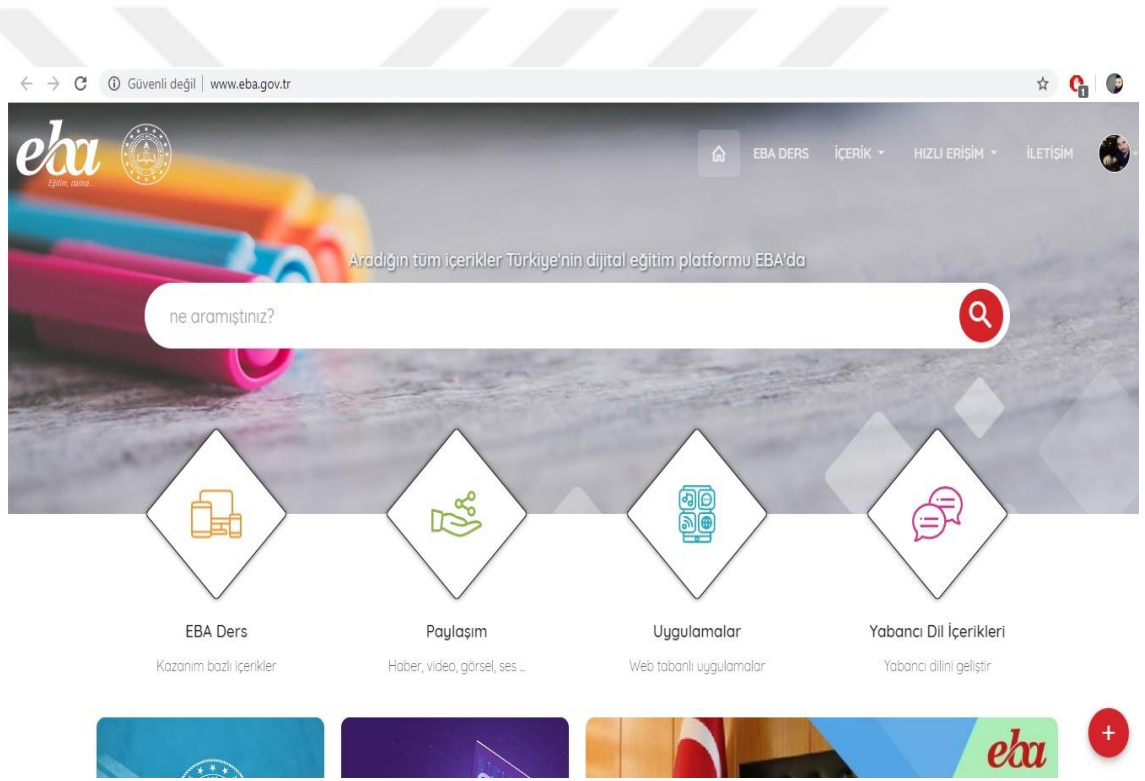 Güvenli değil | www.eba.gov.tr
1
eba
Eğitim, daima...
EBA DERS İÇERİK HIZLI ERİŞİM İLETİŞİM
Aradığın tüm içerikler Türkiye'nin dijital eğitim platformu EBA'da
ne aramıştınız?
EBA Ders Paylaşım Uygulamalar Yabancı Dil İçerikleri
Kazanım bazlı içerikler Haber, video, görsel, ses ... Web tabanlı uygulamalar Yabancı dilini geliştir
eba
+